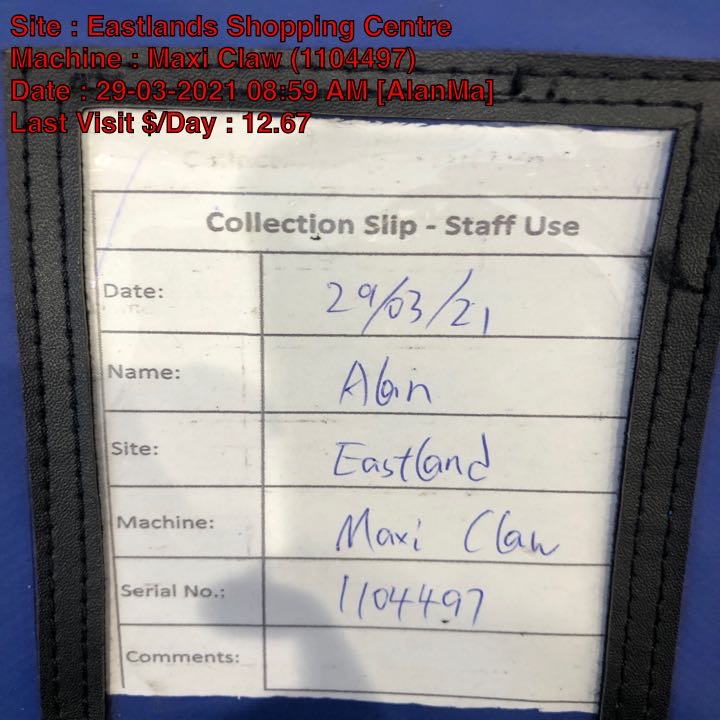 Site : Eastlands Shopping Centre
Machine : Maxi Claw (1104497)
Date : 29-03-2021 08:59 AM [AlanMa]
Last Visit $/Day : 12.67
Collection Slip - Staff Use
Date: 29/03/21
Name: Alan
Site: Eastland
Machine: Maxi Claw
Serial No.: 1104497
Comments: